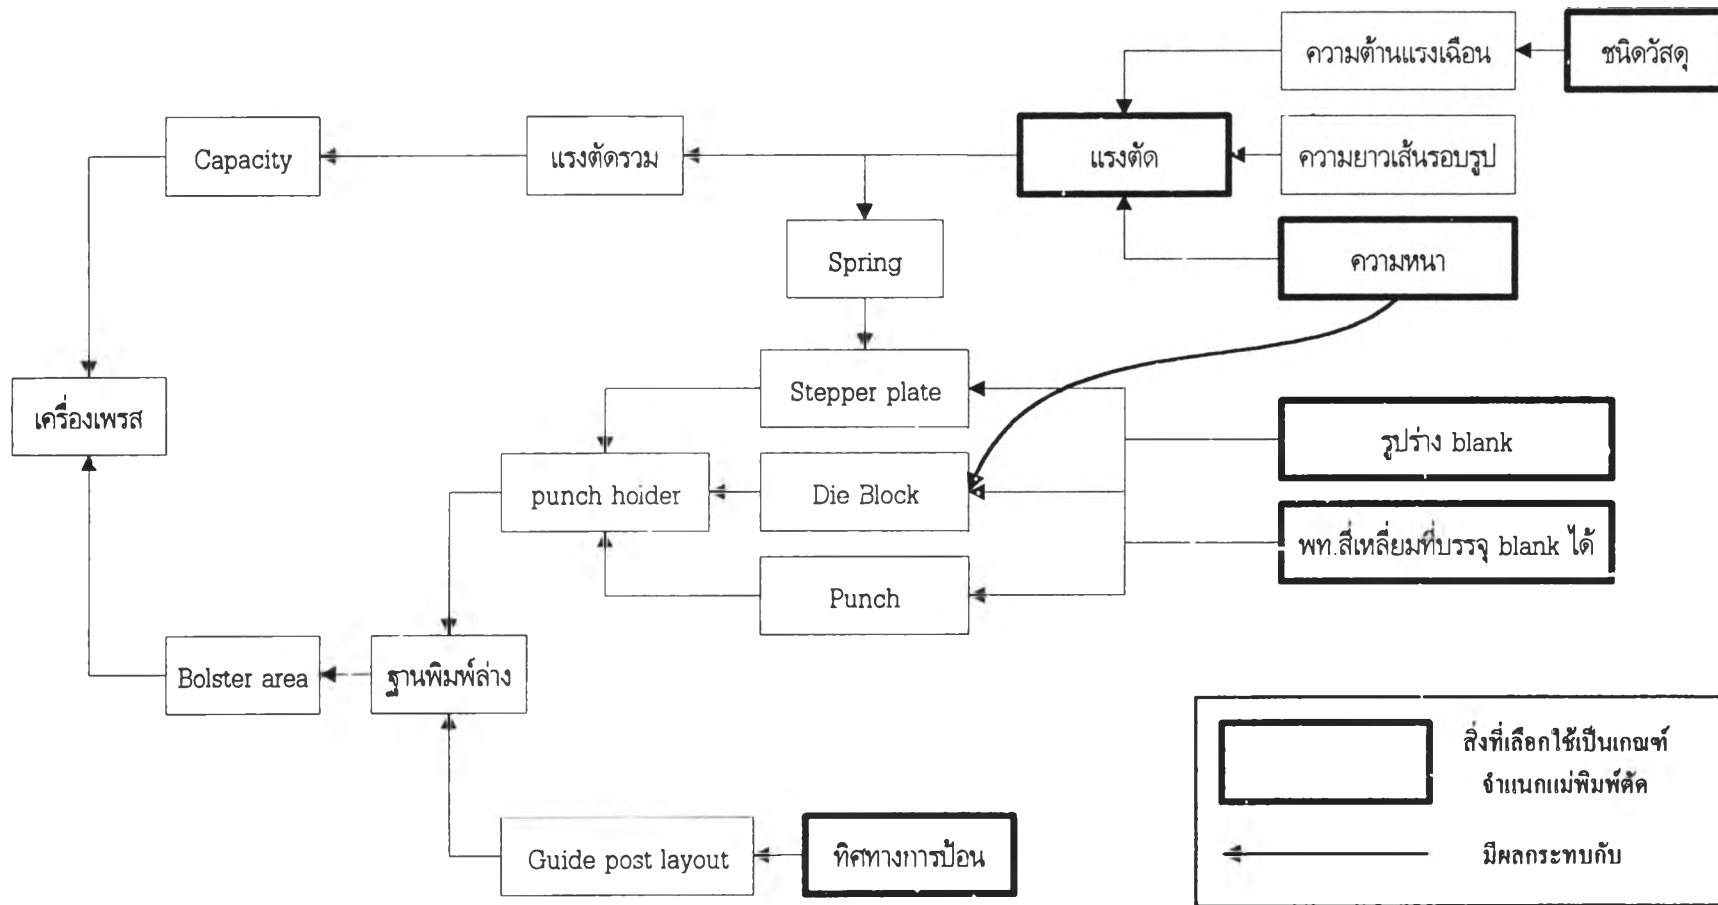 ความต้านแรงเฉือน
ชนิดวัสดุ
Capacity
แรงตัดรวม
แรงตัด
ความยาวเส้นรอบรูป
Spring
ความหนา
Stepper plate
เครื่องเพรส
รูปร่าง blank
punch holder
Die Block
พท.สี่เหลี่ยมที่บรรจุ blank ได้
Punch
Bolster area
ฐานพิมพ์ล่าง
สิ่งที่เลือกใช้เป็นเกณฑ์
จำแนกแม่พิมพ์ตัด
Guide post layout
ทิศทางการป้อน
มีผลกระทบกับ